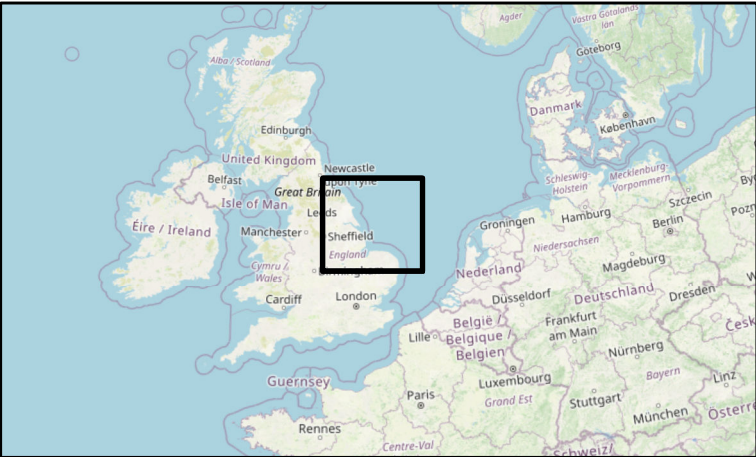 Agder
Västra Götalands
län
Göteborg
Alba / Scotland
Danmark
København
Edinburgh
United Kingdom
Newcastle
upon Tyne
Belfast
Great Britain
Isle of Man
Leeds
Schleswig-
Holstein
Mecklenburg-
Vorpommern
Szczecin
By
Pozn
Éire / Ireland
Manchester
Sheffield
England
Groningen
Hamburg
Berlin
Niedersachsen
Cymru /
Wales
Birmingham
Nederland
Magdeburg
Cardiff
London
Düsseldorf
Deutschland
Dresden
W
Lille
België /
Belgique /
Belgien
Frankfurt
am Main
Česk
Nürnberg
Guernsey
Luxembourg
Bayern
Linz
Paris
Grand Est
Stuttgart
München
Österre
Rennes
Centre-Val
Schweiz/